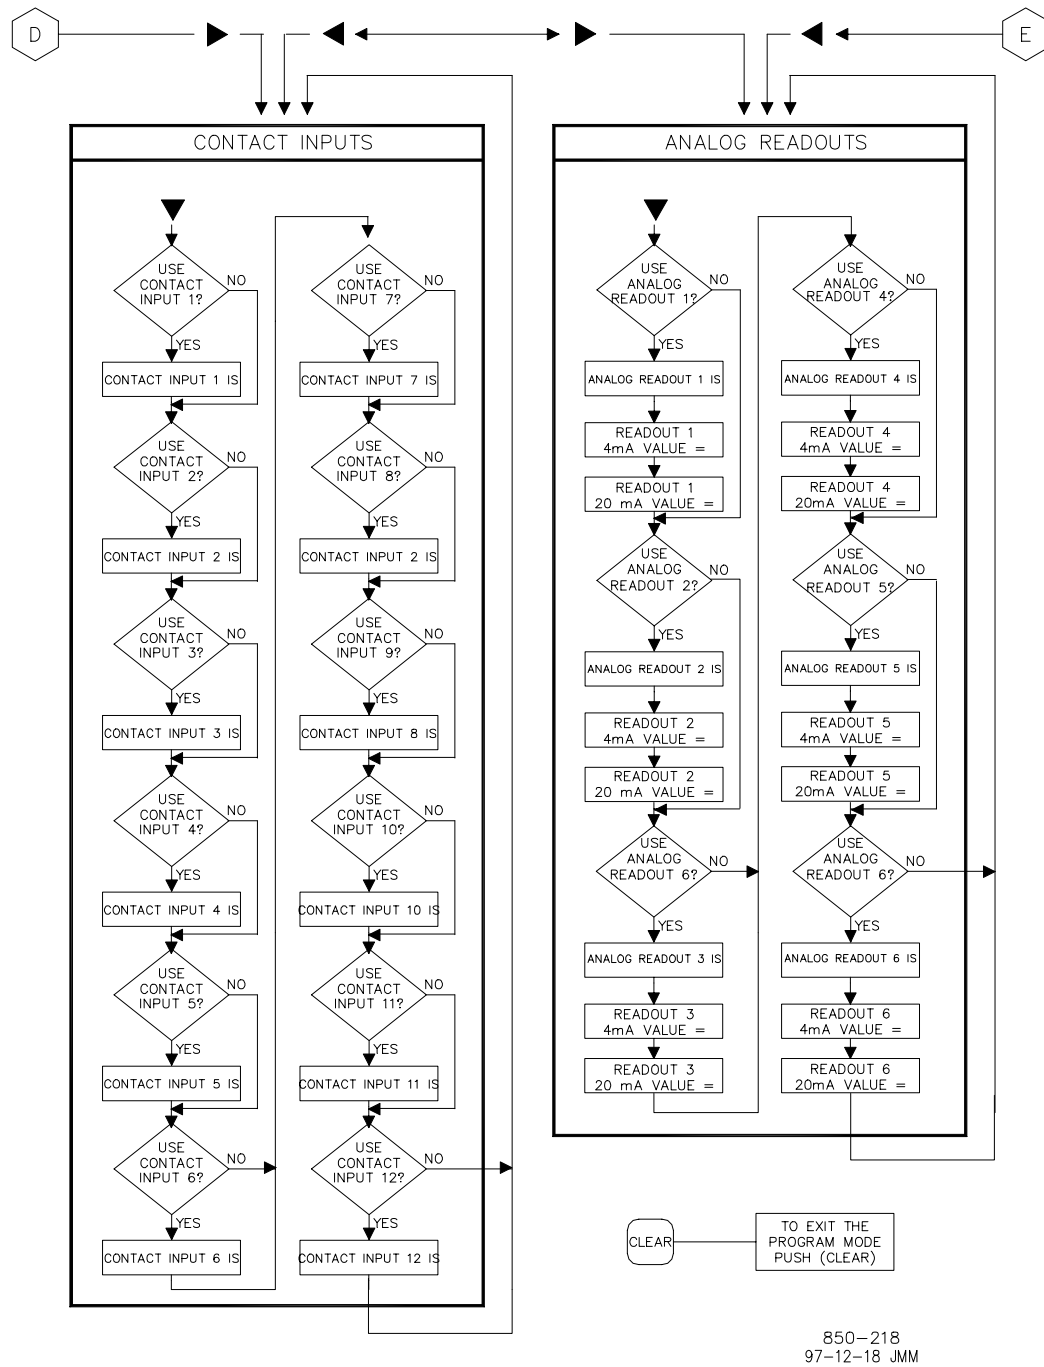 D
E
CONTACT INPUTS
USE
CONTACT
INPUT 1?
NO
YES
CONTACT INPUT 1 IS
USE
CONTACT
INPUT 2?
NO
YES
CONTACT INPUT 2 IS
USE
CONTACT
INPUT 3?
NO
YES
CONTACT INPUT 3 IS
USE
CONTACT
INPUT 4?
NO
YES
CONTACT INPUT 4 IS
USE
CONTACT
INPUT 5?
NO
YES
CONTACT INPUT 5 IS
USE
CONTACT
INPUT 6?
NO
YES
CONTACT INPUT 6 IS
USE
CONTACT
INPUT 7?
NO
YES
CONTACT INPUT 7 IS
USE
CONTACT
INPUT 8?
NO
YES
CONTACT INPUT 2 IS
USE
CONTACT
INPUT 9?
NO
YES
CONTACT INPUT 8 IS
USE
CONTACT
INPUT 10?
NO
YES
CONTACT INPUT 10 IS
USE
CONTACT
INPUT 11?
NO
YES
CONTACT INPUT 11 IS
USE
CONTACT
INPUT 12?
NO
YES
CONTACT INPUT 12 IS
ANALOG READOUTS
USE
ANALOG
READOUT 1?
NO
YES
ANALOG READOUT 1 IS
READOUT 1
4mA VALUE =
READOUT 1
20 mA VALUE =
USE
ANALOG
READOUT 2?
NO
YES
ANALOG READOUT 2 IS
READOUT 2
4mA VALUE =
READOUT 2
20 mA VALUE =
USE
ANALOG
READOUT 6?
NO
YES
ANALOG READOUT 3 IS
READOUT 3
4mA VALUE =
READOUT 3
20 mA VALUE =
USE
ANALOG
READOUT 4?
NO
YES
ANALOG READOUT 4 IS
READOUT 4
4mA VALUE =
READOUT 4
20mA VALUE =
USE
ANALOG
READOUT 5?
NO
YES
ANALOG READOUT 5 IS
READOUT 5
4mA VALUE =
READOUT 5
20mA VALUE =
USE
ANALOG
READOUT 6?
NO
YES
ANALOG READOUT 6 IS
READOUT 6
4mA VALUE =
READOUT 6
20mA VALUE =
CLEAR
TO EXIT THE
PROGRAM MODE
PUSH (CLEAR)
850-218
97-12-18 JMM